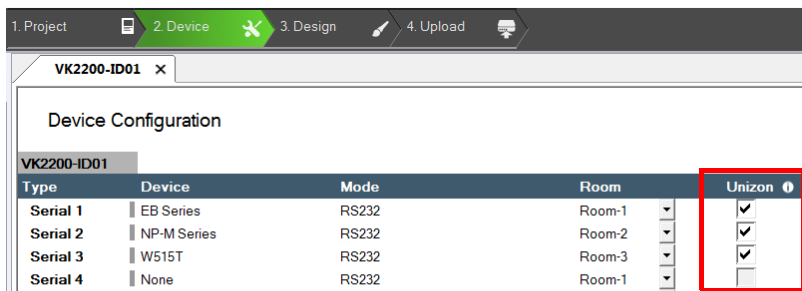 1. Project 2. Device 3. Design 4. Upload
VK2200-ID01 ×
Device Configuration
VK2200-ID01
Type Device Mode Room Unizon
Serial 1 EB Series RS232 Room-1
Serial 2 NP-M Series RS232 Room-2
Serial 3 W515T RS232 Room-3
Serial 4 None RS232 Room-1